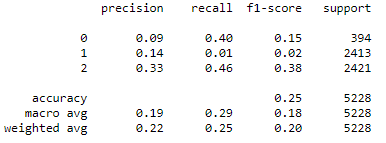 precision recall f1-score support
0 0.09 0.40 0.15 394
1 0.14 0.01 0.02 2413
2 0.33 0.46 0.38 2421
accuracy 0.25 5228
macro avg 0.19 0.29 0.18 5228
weighted avg 0.22 0.25 0.20 5228